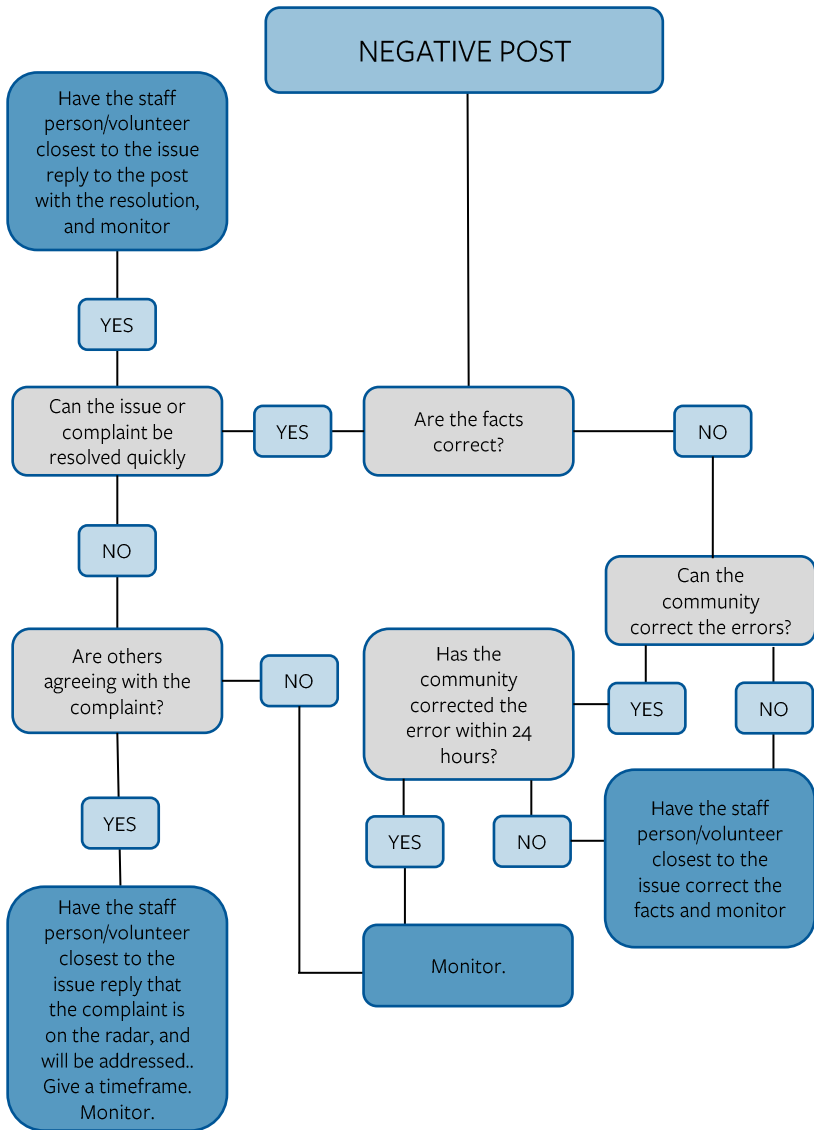 NEGATIVE POST
Have the staff
person/volunteer
closest to the issue
reply to the post
with the resolution,
and monitor
YES
Can the issue or
complaint be
resolved quickly
YES
Are the facts
correct?
NO
NO
Can the
community
correct the errors?
Are others
agreeing with the
complaint?
NO
Has the
community
corrected the
error within 24
hours?
YES
NO
YES
YES
NO
Have the staff
person/volunteer
closest to the
issue correct the
facts and monitor
Have the staff
person/volunteer
closest to the
issue reply that
the complaint is
on the radar, and
will be addressed..
Give a timeframe.
Monitor.
Monitor.